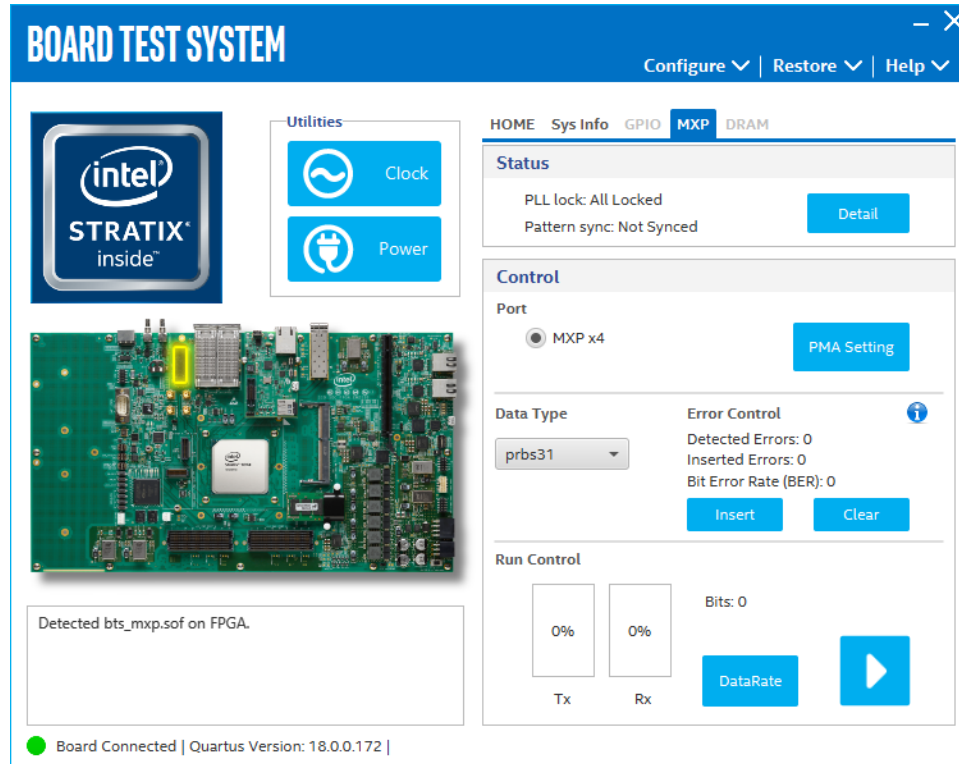 BOARD TEST SYSTEM
Configure | Restore | Help
intel
STRATIX
inside™
Utilities
Clock
Power
HOME Sys Info GPIO MXP DRAM
Status
PLL lock: All Locked
Pattern sync: Not Synced
Detail
Control
Port
MXP x4
PMA Setting
Data Type
prbs31
Error Control
Detected Errors: 0
Inserted Errors: 0
Bit Error Rate (BER): 0
Insert Clear
Run Control
0% 0%
Tx Rx
Bits: 0
DataRate
Detected bts_mxp.sof on FPGA.
Board Connected | Quartus Version: 18.0.0.172 |